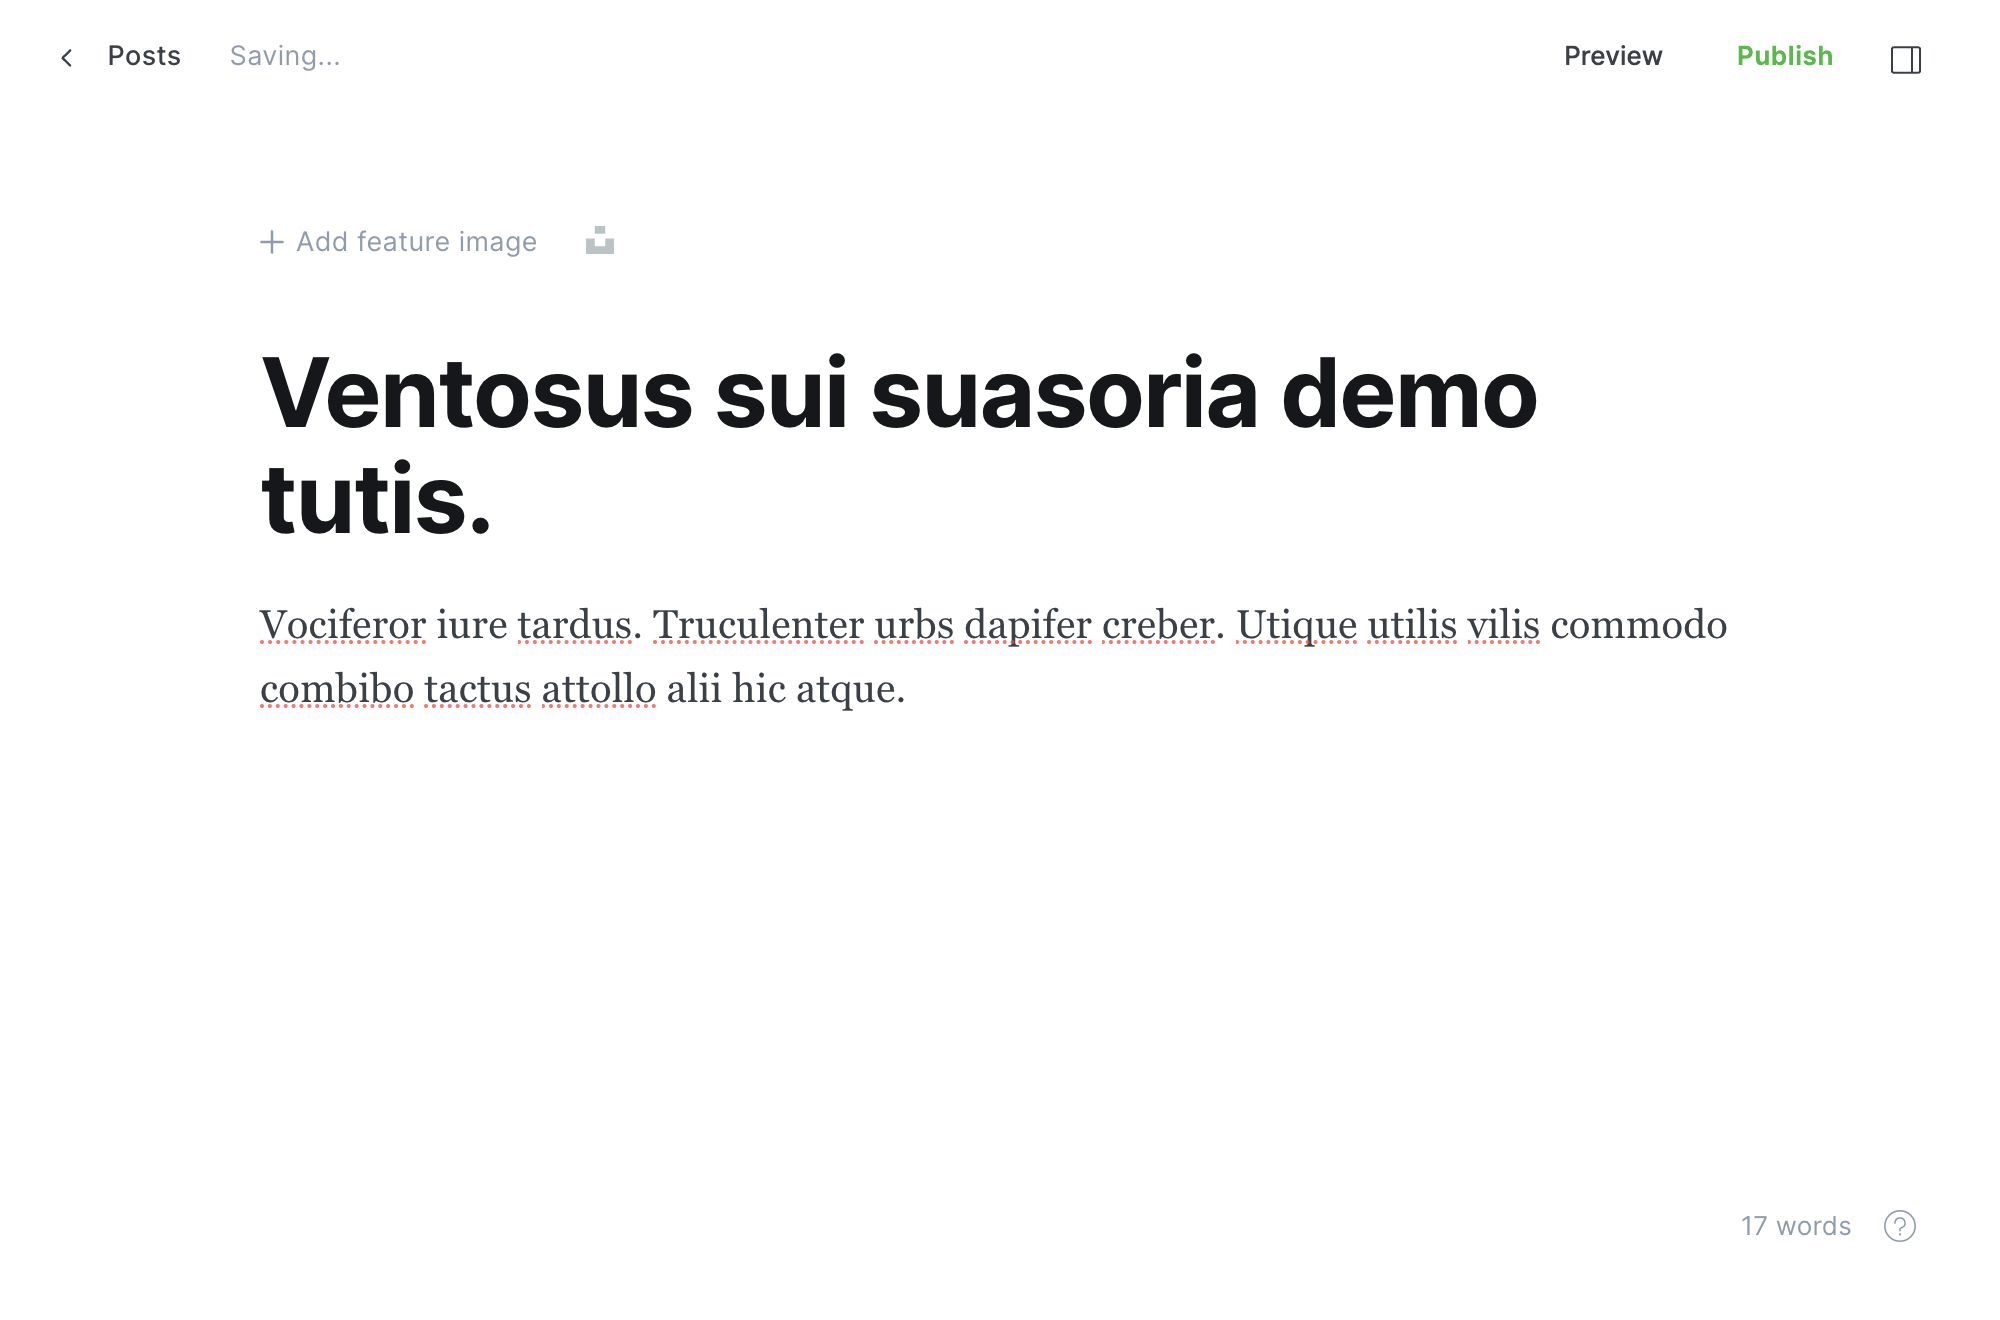 Posts
Saving...
Preview
Publish
Add feature image
Ventosus sui suasoria demo
tutis.
Vociferor iure tardus. Truculenter urbs dapifer creber. Utique utilis vilis commodo
combibo tactus attollo alii hic atque.
17 words
?